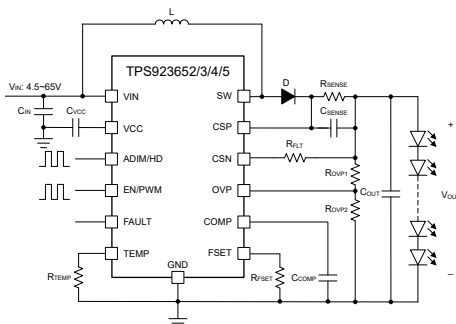 L
TPS923652/3/4/5
VIN: 4.5~65V
VIN
SW
D
RSENSE
CSENSE
CIN
CVCC
VCC
CSP
+
ADIM/HD
CSN
RFLT
ROVP1
EN/PWM
OVP
COUT
VOU
ROVP2
FAULT
COMP
TEMP
FSET
RTEMP
GND
RFSET
CCOMP
–